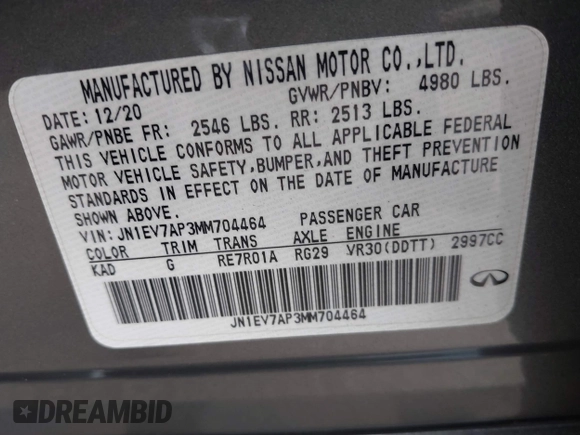 MANUFACTURED BY NISSAN MOTOR CO.,LTD.
DATE: 12/20 GVWR/PNBV: 4980 LBS.
GAWR/PNBE FR: 2546 LBS. RR: 2513 LBS.
THIS VEHICLE CONFORMS TO ALL APPLICABLE FEDERAL
MOTOR VEHICLE SAFETY,BUMPER,AND THEFT PREVENTION
STANDARDS IN EFFECT ON THE DATE OF MANUFACTURE
SHOWN ABOVE.
VIN: JN1EV7AP3MM704464 PASSENGER CAR
COLOR TRIM TRANS AXLE ENGINE
KAD G RE7R01A RG29 VR30(DDTT) 2997CC
JN1EV7AP3MM704464
DREAMBID